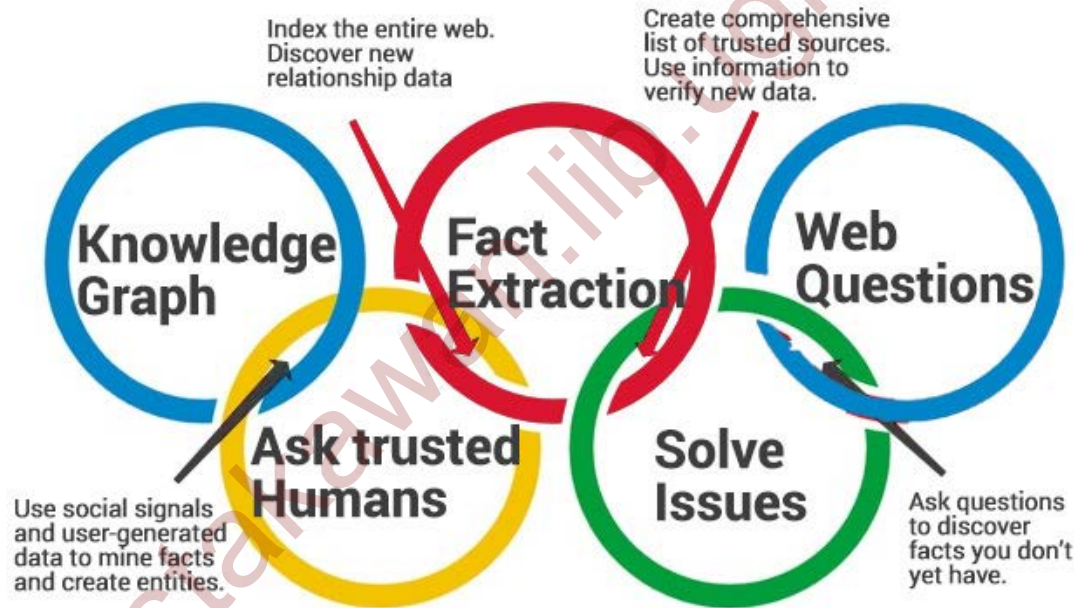 Index the entire web.
Discover new
relationship data
Create comprehensive
list of trusted sources.
Use information to
verify new data.
Knowledge
Graph
Fact
Extraction
Web
Questions
Ask trusted
Humans
Solve
Issues
Use social signals
and user-generated
data to mine facts
and create entities.
Ask questions
to discover
facts you don't
yet have.